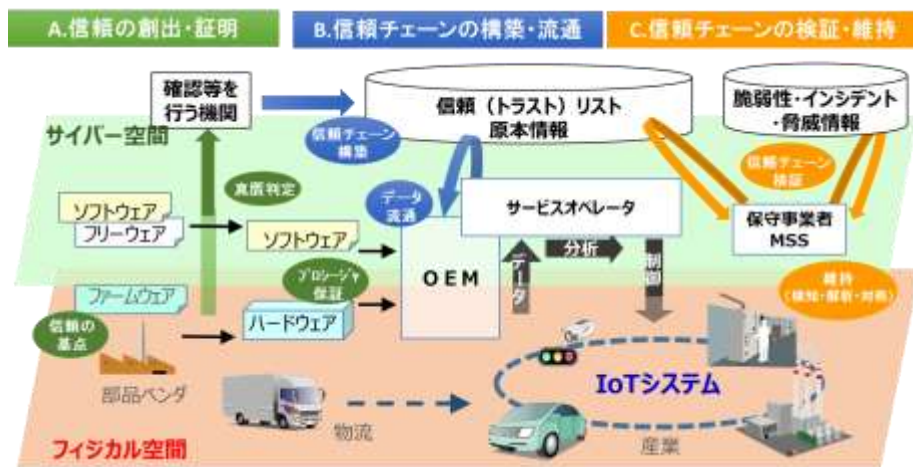 A.信頼の創出・証明
B.信頼チェーンの構築・流通
C.信頼チェーンの検証・維持
確認等を
行う機関
信頼（トラスト）リスト
原本情報
脆弱性・インシデント
・脅威情報
サイバー空間
信頼チェーン
構築
信頼チェーン
検証
真贋判定
データ
流通
サービスオペレータ
保守事業者
MSS
ソフトウェア
フリーウェア
ソフトウェア
OEM
データ
分析
制御
プロシージャ
保証
維持
(検知・解析・対処)
ファームウェア
ハードウェア
信頼の
基点
部品ベンダ
IoTシステム
物流
産業
フィジカル空間